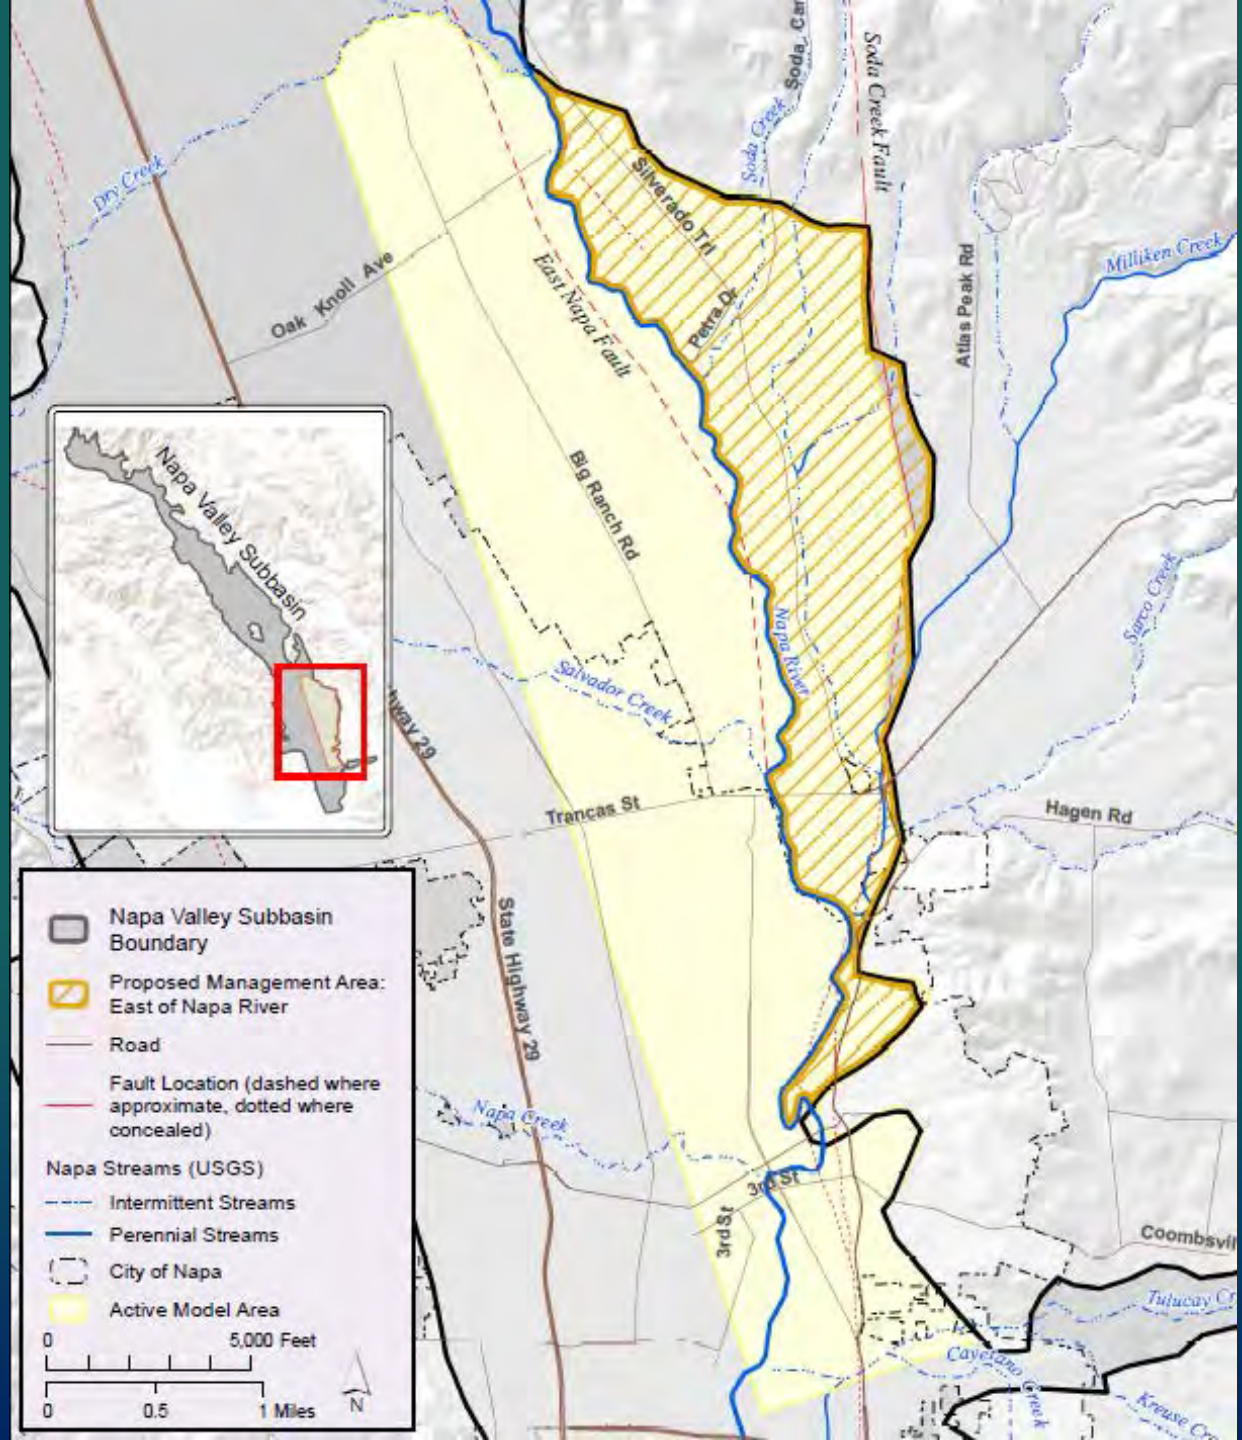 Soda Creek Fault
Soda Creek
Dry Creek
Silverado Trl
Milliken Creek
Atlas Peak Rd
Oak Knoll Ave
East Napa Fault
Petra Dr
Big Ranch Rd
Napa Valley Subbasin
Sarco Creek
Napa River
Salvador Creek
hway 29
Trancas St
Hagen Rd
State Highway 29
Napa Creek
3rd St
3rd St
Coombsvil
Tulucay Cr
Cayetano Creek
Kreuse Cr
Napa Valley Subbasin
Boundary
Proposed Management Area:
East of Napa River
Road
Fault Location (dashed where
approximate, dotted where
concealed)
Napa Streams (USGS)
Intermittent Streams
Perennial Streams
City of Napa
Active Model Area
0 5,000 Feet
0 0.5 1 Miles
N